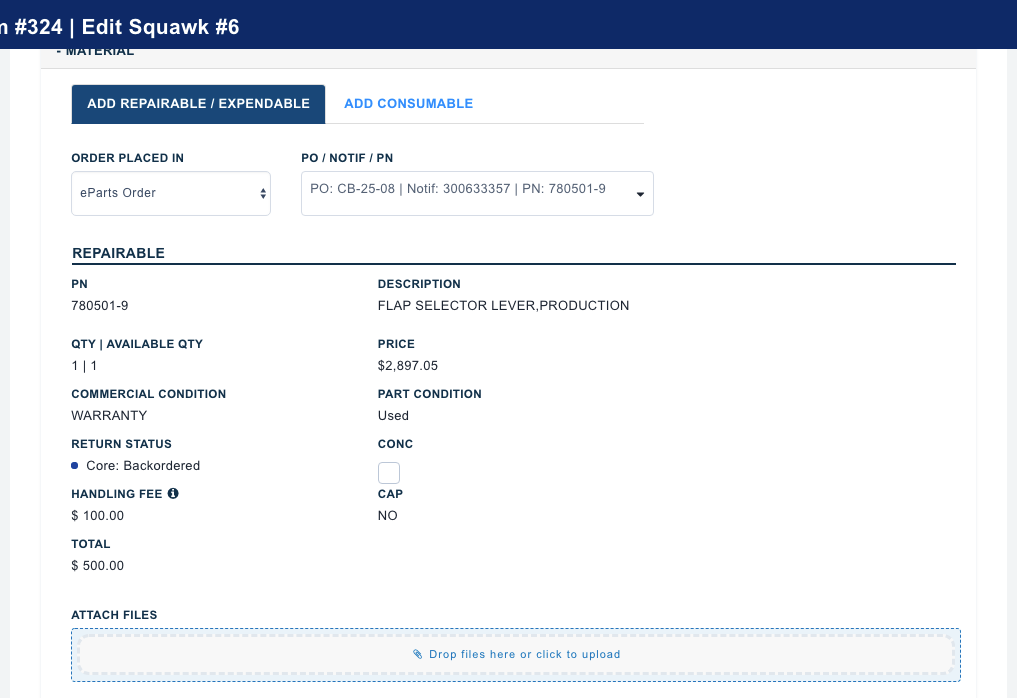 #324 | Edit Squawk #6
- MATERIAL
ADD REPAIRABLE / EXPENDABLE ADD CONSUMABLE
ORDER PLACED IN PO / NOTIF / PN
eParts Order PO: CB-25-08 | Notif: 300633357 | PN: 780501-9
REPAIRABLE
PN DESCRIPTION
780501-9 FLAP SELECTOR LEVER,PRODUCTION
QTY | AVAILABLE QTY PRICE
1 | 1 $2,897.05
COMMERCIAL CONDITION PART CONDITION
WARRANTY Used
RETURN STATUS CONC
Core: Backordered
HANDLING FEE CAP
$ 100.00 NO
TOTAL
$ 500.00
ATTACH FILES
Drop files here or click to upload